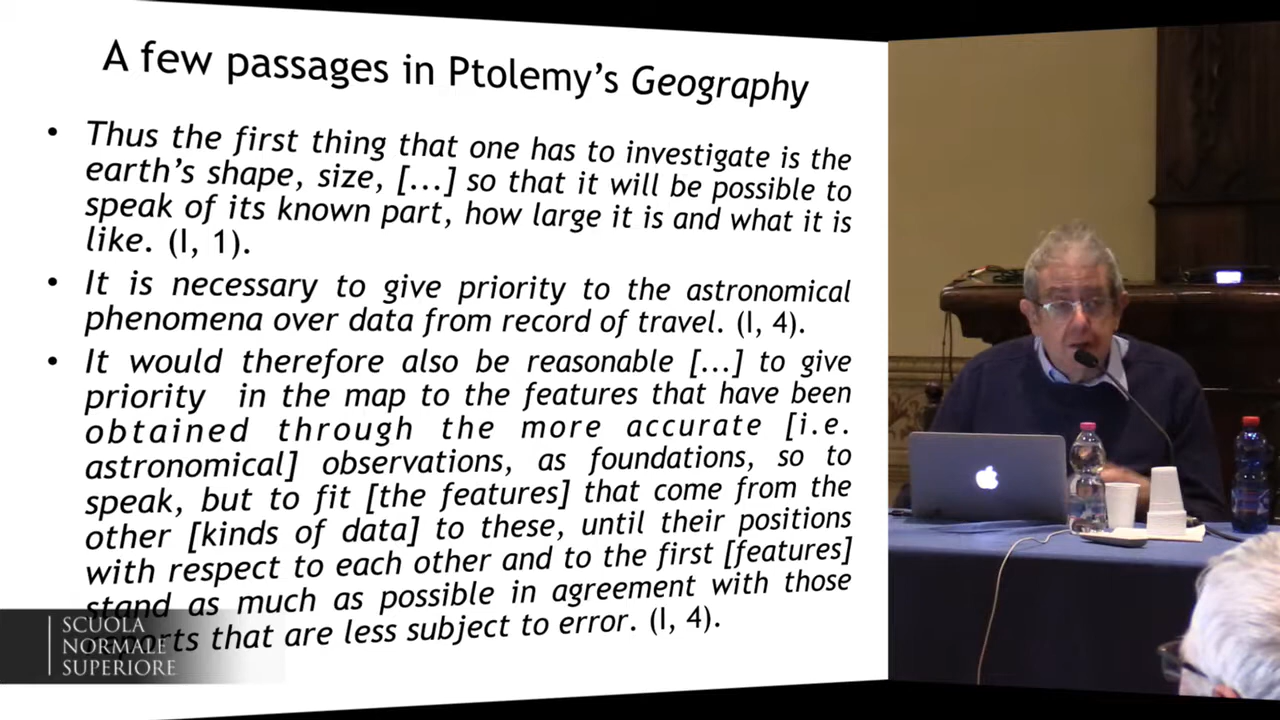 A few passages in Ptolemy's Geography
• Thus the first thing that one has to investigate is the
earth's shape, size, [...] so that it will be possible to
speak of its known part, how large it is and what it is
like. (I, 1).
• It is necessary to give priority to the astronomical
phenomena over data from record of travel. (I, 4).
• It would therefore also be reasonable [...] to give
priority in the map to the features that have been
obtained through the more accurate [i.e.
astronomical] observations, as foundations, so to
speak, but to fit [the features] that come from the
other [kinds of data] to these, until their positions
with respect to each other and to the first [features]
stand as much as possible in agreement with those
reports that are less subject to error. (I, 4).
SCUOLA
NORMALE
SUPERIORE